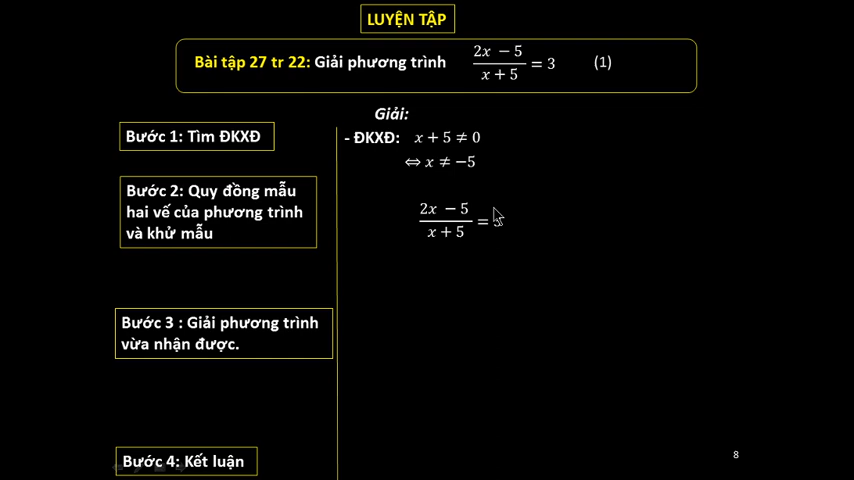 LUYỆN TẬP
Bài tập 27 tr 22: Giải phương trình (2x − 5)/(x + 5) = 3 (1)
Giải:
Bước 1: Tìm ĐKXĐ
- ĐKXĐ: x + 5 ≠ 0
⇔ x ≠ −5
Bước 2: Quy đồng mẫu
hai vế của phương trình
và khử mẫu
(2x − 5)/(x + 5) =
Bước 3 : Giải phương trình
vừa nhận được.
Bước 4: Kết luận
8